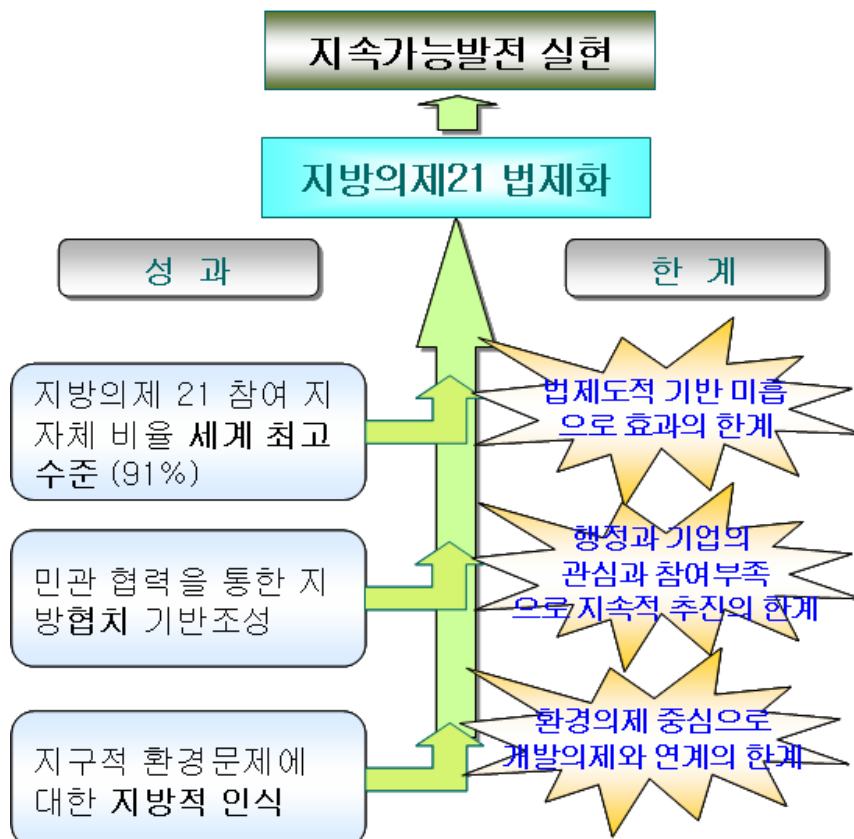 지속가능발전 실현
지방의제21 법제화
성 과
한 계
지방의제 21 참여 지
자체 비율 세계 최고
수준 (91%)
법제도적 기반 미흡
으로 효과의 한계
민관 협력을 통한 지
방협치 기반조성
행정과 기업의
관심과 참여부족
으로 지속적 추진의 한계
지구적 환경문제에
대한 지방적 인식
환경의제 중심으로
개발의제와 연계의 한계